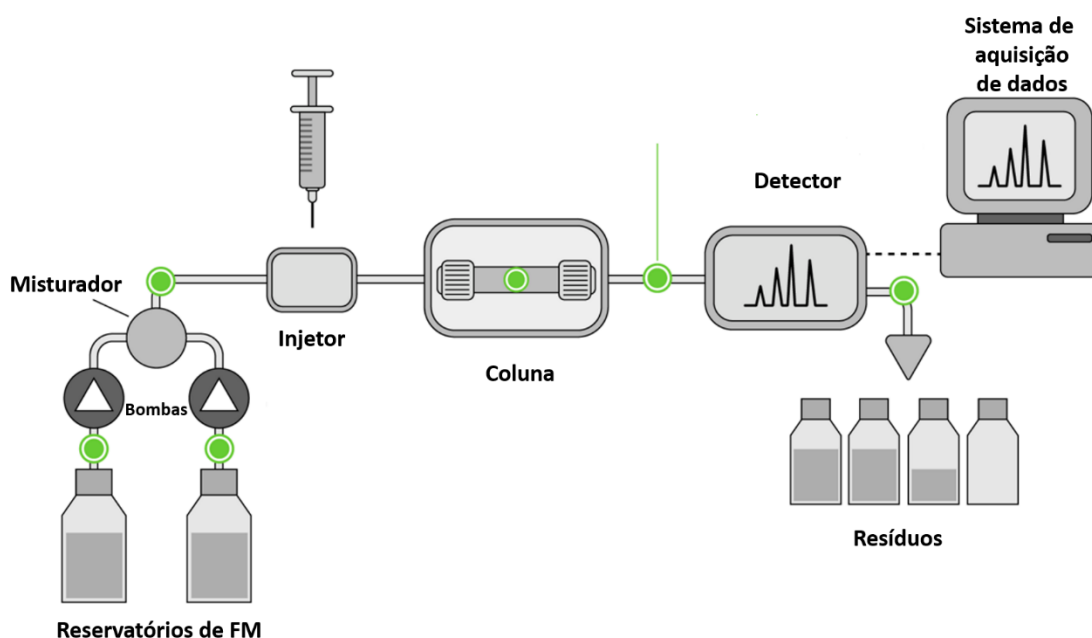 Sistema de
aquisição
de dados
Detector
Misturador
Injetor
Coluna
Bombas
Resíduos
Reservatórios de FM